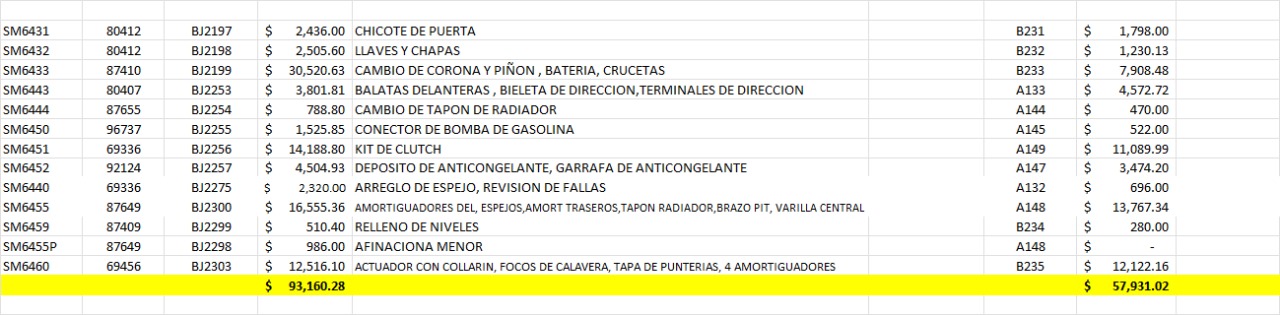 SM6431 80412 BJ2197 $ 2,436.00 CHICOTE DE PUERTA B231 $ 1,798.00
SM6432 80412 BJ2198 $ 2,505.60 LLAVES Y CHAPAS B232 $ 1,230.13
SM6433 87410 BJ2199 $ 30,520.63 CAMBIO DE CORONA Y PIÑON , BATERIA, CRUCETAS B233 $ 7,908.48
SM6443 80407 BJ2253 $ 3,801.81 BALATAS DELANTERAS , BIELETA DE DIRECCION,TERMINALES DE DIRECCION A133 $ 4,572.72
SM6444 87655 BJ2254 $ 788.80 CAMBIO DE TAPON DE RADIADOR A144 $ 470.00
SM6450 96737 BJ2255 $ 1,525.85 CONECTOR DE BOMBA DE GASOLINA A145 $ 522.00
SM6451 69336 BJ2256 $ 14,188.80 KIT DE CLUTCH A149 $ 11,089.99
SM6452 92124 BJ2257 $ 4,504.93 DEPOSITO DE ANTICONGELANTE, GARRAFA DE ANTICONGELANTE A147 $ 3,474.20
SM6440 69336 BJ2275 $ 2,320.00 ARREGLO DE ESPEJO, REVISION DE FALLAS A132 $ 696.00
SM6455 87649 BJ2300 $ 16,555.36 AMORTIGUADORES DEL, ESPEJOS,AMORT TRASEROS,TAPON RADIADOR,BRAZO PIT, VARILLA CENTRAL A148 $ 13,767.34
SM6459 87409 BJ2299 $ 510.40 RELLENO DE NIVELES B234 $ 280.00
SM6455P 87649 BJ2298 $ 986.00 AFINACIONA MENOR A148 $ -
SM6460 69456 BJ2303 $ 12,516.10 ACTUADOR CON COLLARIN, FOCOS DE CALAVERA, TAPA DE PUNTERIAS, 4 AMORTIGUADORES B235 $ 12,122.16
$ 93,160.28 $ 57,931.02